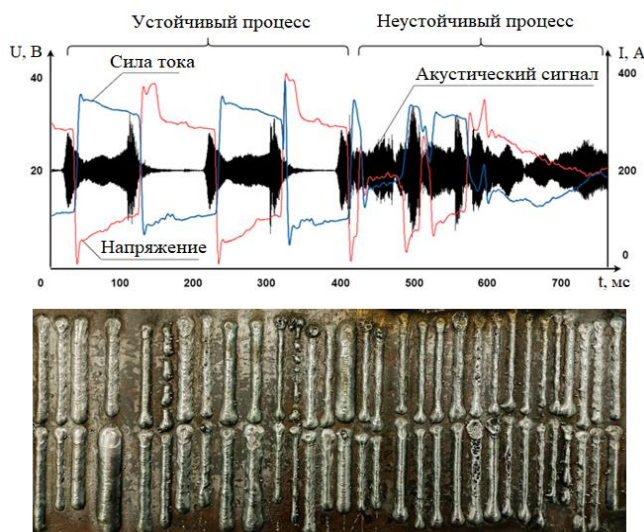 Устойчивый процесс Неустойчивый процесс
U, В I, А
Сила тока
40 400
Акустический сигнал
20 200
Напряжение
0
0 100 200 300 400 500 600 700 t, мс